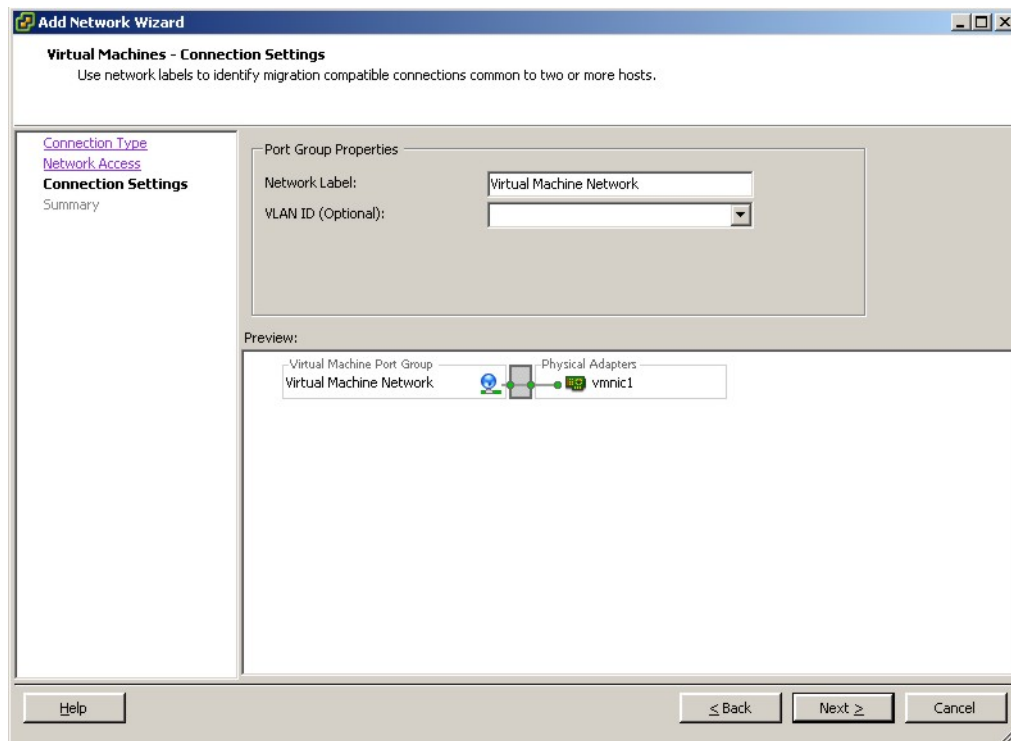 Add Network Wizard
Virtual Machines - Connection Settings
Use network labels to identify migration compatible connections common to two or more hosts.
Connection Type
Network Access
Connection Settings
Summary
Port Group Properties
Network Label: Virtual Machine Network
VLAN ID (Optional):
Preview:
Virtual Machine Port Group Physical Adapters
Virtual Machine Network vmnic1
Help < Back Next > Cancel